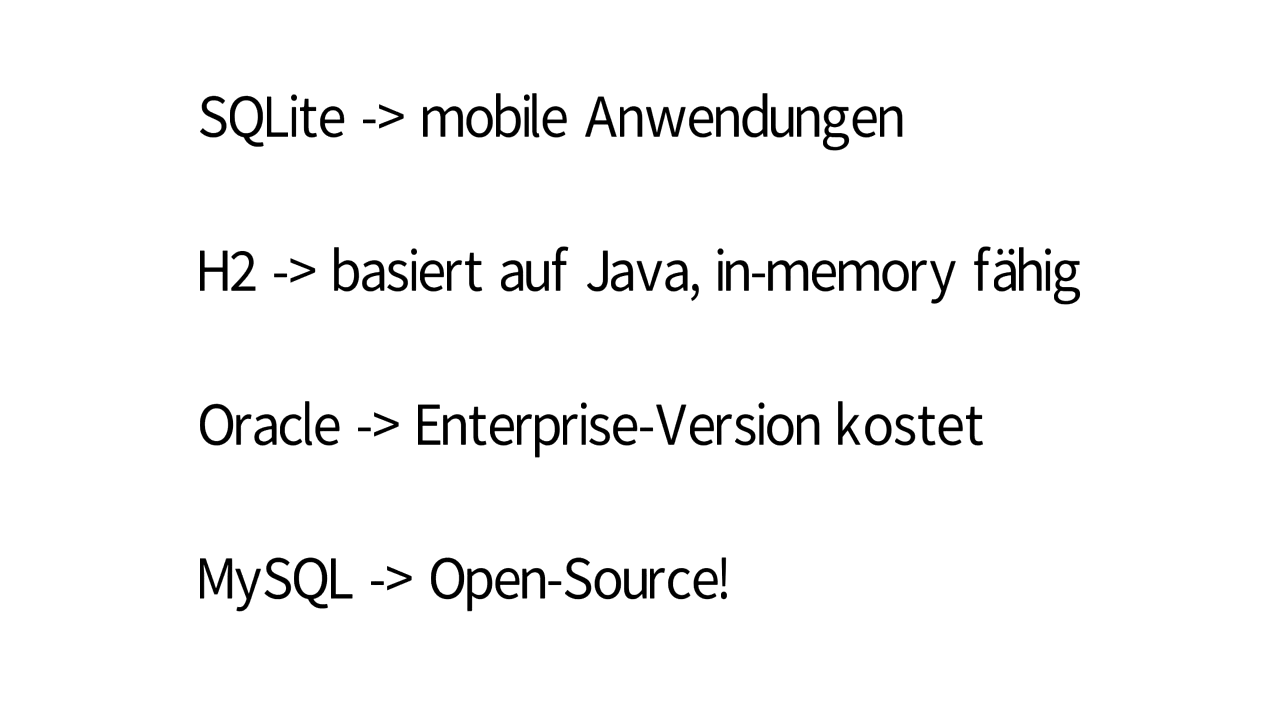 SQLite -> mobile Anwendungen
H2 -> basiert auf Java, in-memory fähig
Oracle -> Enterprise-Version kostet
MySQL -> Open-Source!